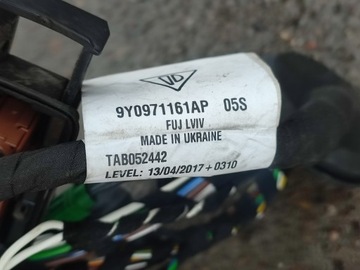 9Y0971161AP 05S
FUJ LVIV
MADE IN UKRAINE
TAB052442
LEVEL: 13/04/2017+0310